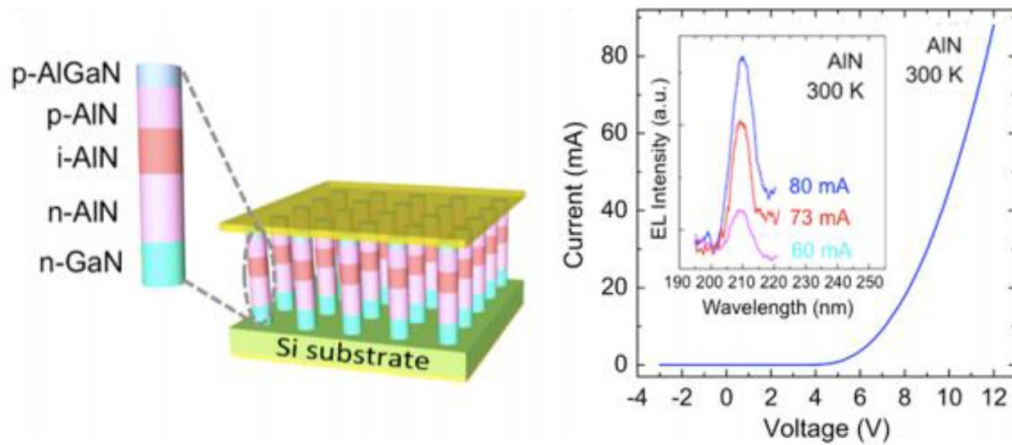 p-AlGaN
p-AlN
i-AlN
n-AlN
n-GaN
Si substrate
Current (mA)
80
60
40
20
0
-4 -2 0 2 4 6 8 10 12
Voltage (V)
AlN
300 K
EL Intensity (a.u.)
AlN
300 K
80 mA
73 mA
60 mA
190 200 210 220 230 240 250
Wavelength (nm)